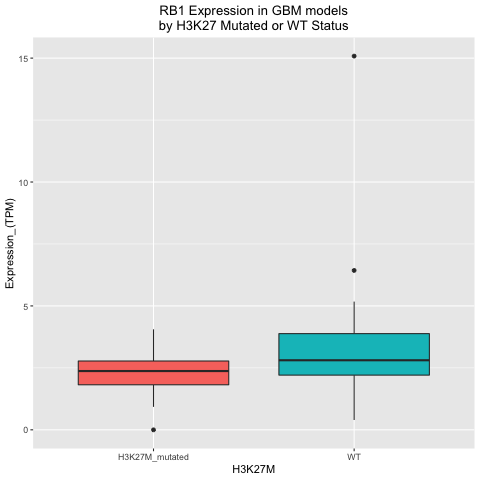 RB1 Expression in GBM models
by H3K27 Mutated or WT Status
15
10
5
0
Expression_(TPM)
H3K27M_mutated
WT
H3K27M